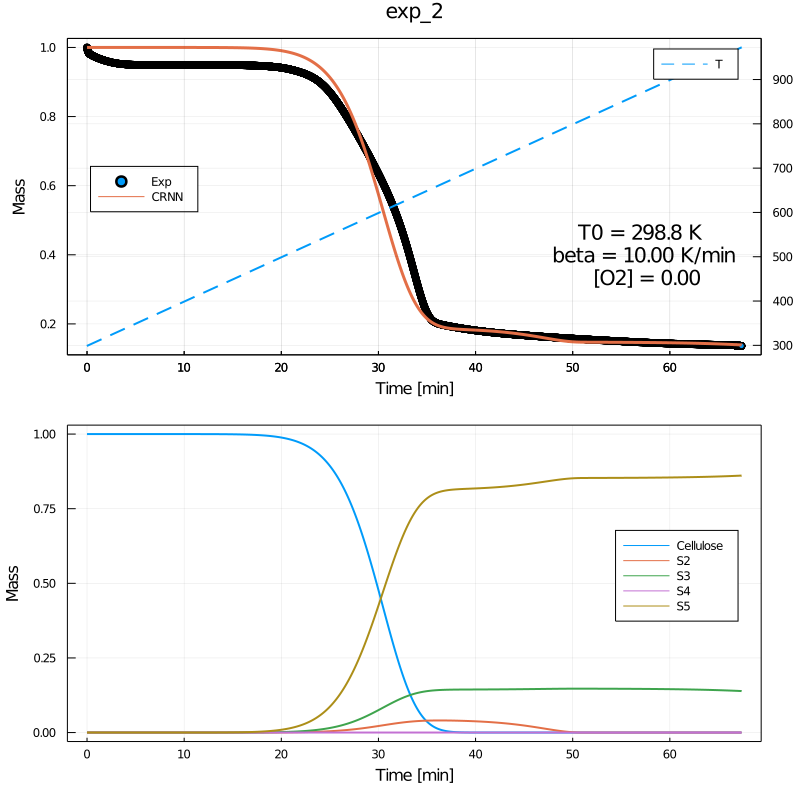 exp_2
1.0
0.8
0.6
0.4
0.2
Mass
T
Exp
CRNN
T0 = 298.8 K
beta = 10.00 K/min
[O2] = 0.00
900
800
700
600
500
400
300
0 10 20 30 40 50 60
Time [min]
1.00
0.75
0.50
0.25
0.00
Mass
Cellulose
S2
S3
S4
S5
0 10 20 30 40 50 60
Time [min]